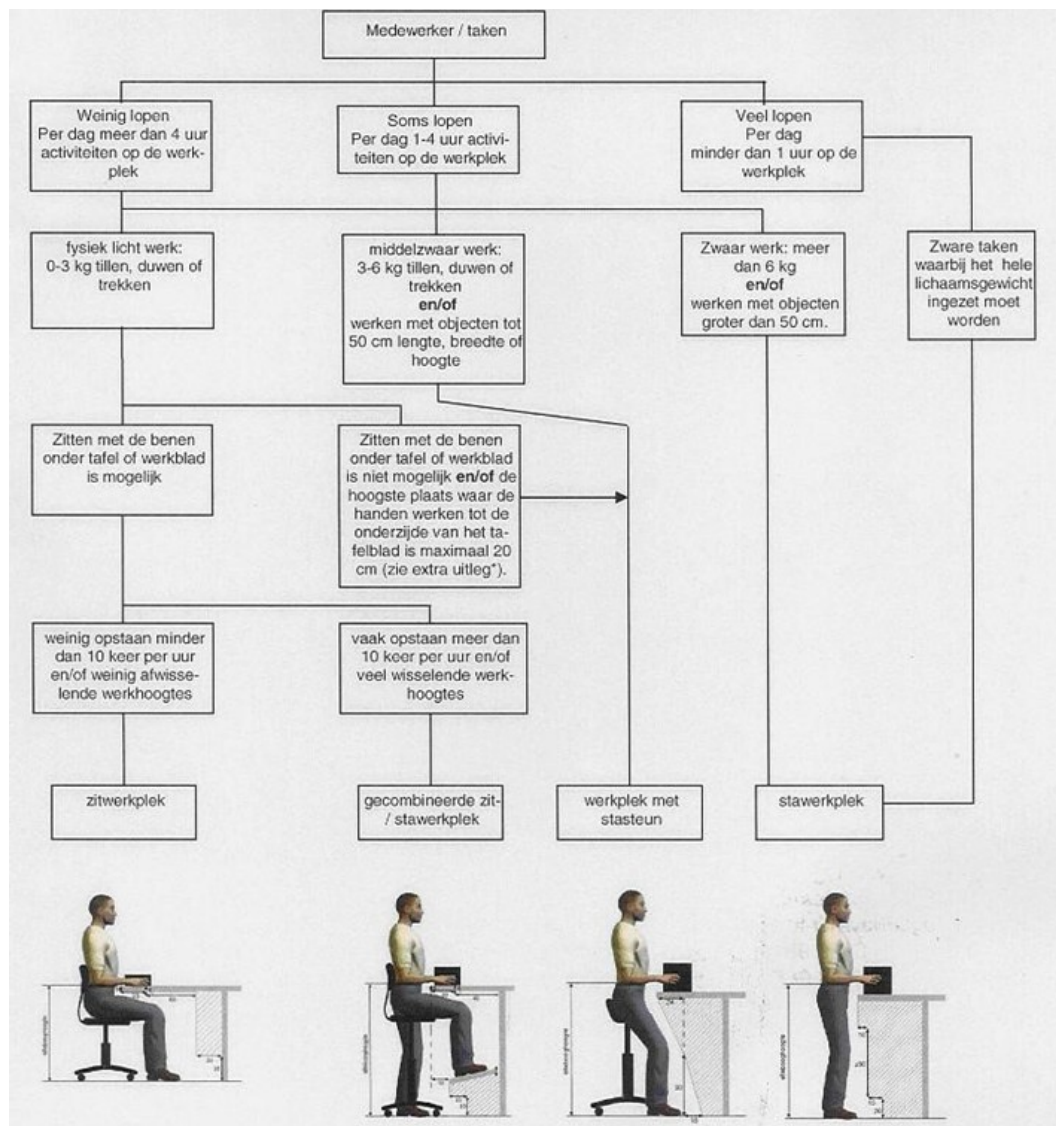 Medewerker / taken
Weinig lopen
Per dag meer dan 4 uur
activiteiten op de werk-
plek
Soms lopen
Per dag 1-4 uur activi-
teiten op de werkplek
Veel lopen
Per dag
minder dan 1 uur op de
werkplek
fysiek licht werk:
0-3 kg tillen, duwen of
trekken
middelzwaar werk:
3-6 kg tillen, duwen of
trekken
en/of
werken met objecten tot
50 cm lengte, breedte of
hoogte
Zwaar werk: meer
dan 6 kg
en/of
werken met objecten
groter dan 50 cm.
Zware taken
waarbij het hele
lichaamsgewicht
ingezet moet
worden
Zitten met de benen
onder tafel of werkblad
is mogelijk
Zitten met de benen
onder tafel of werkblad
is niet mogelijk en/of de
hoogste plaats waar de
handen werken tot de
onderzijde van het ta-
felblad is maximaal 20
cm (zie extra uitleg*).
weinig opstaan minder
dan 10 keer per uur
en/of weinig afwisse-
lende werkhoogtes
vaak opstaan meer dan
10 keer per uur en/of
veel wisselende werk-
hoogtes
zitwerkplek
gecombineerde zit-
/ stawerkplek
werkplek met
stasteun
stawerkplek